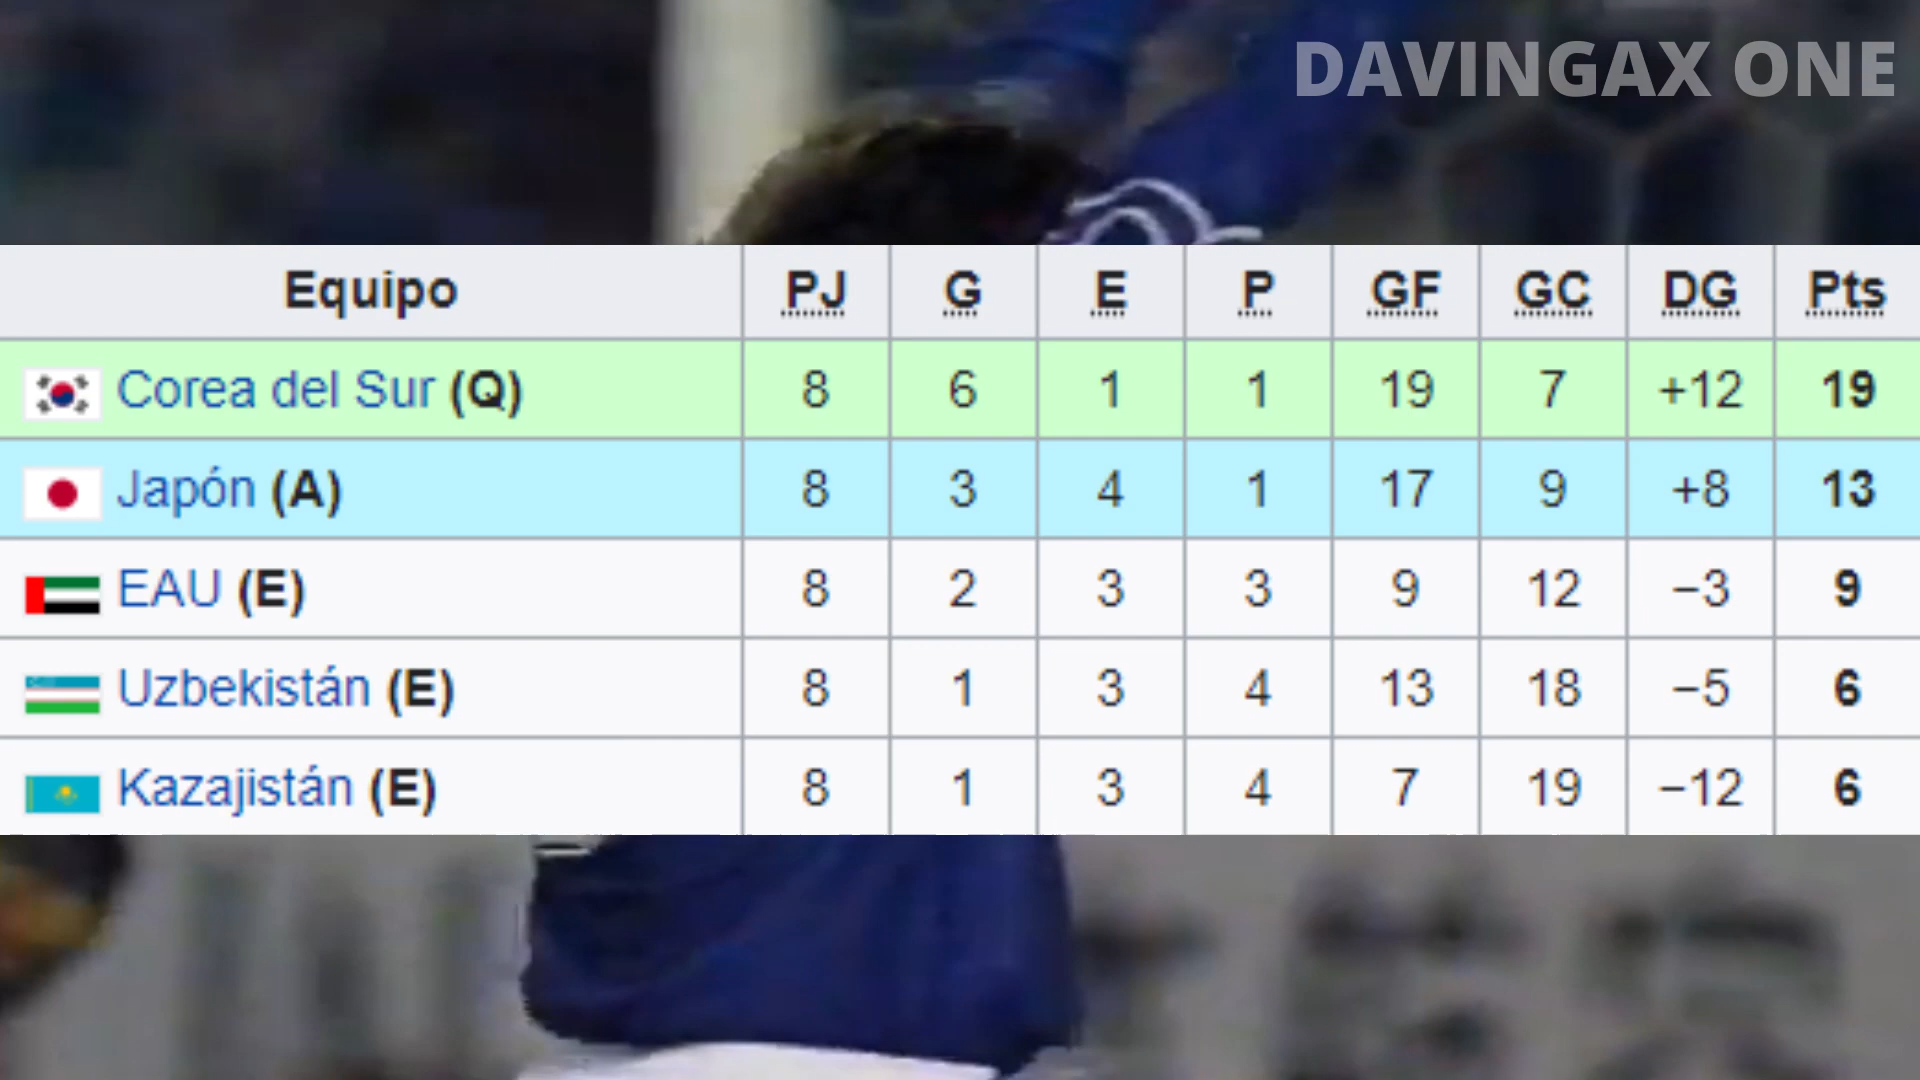 DAVINGAX ONE
Equipo PJ G E P GF GC DG Pts
Corea del Sur (Q) 8 6 1 1 19 7 +12 19
Japón (A) 8 3 4 1 17 9 +8 13
EAU (E) 8 2 3 3 9 12 −3 9
Uzbekistán (E) 8 1 3 4 13 18 −5 6
Kazajistán (E) 8 1 3 4 7 19 −12 6